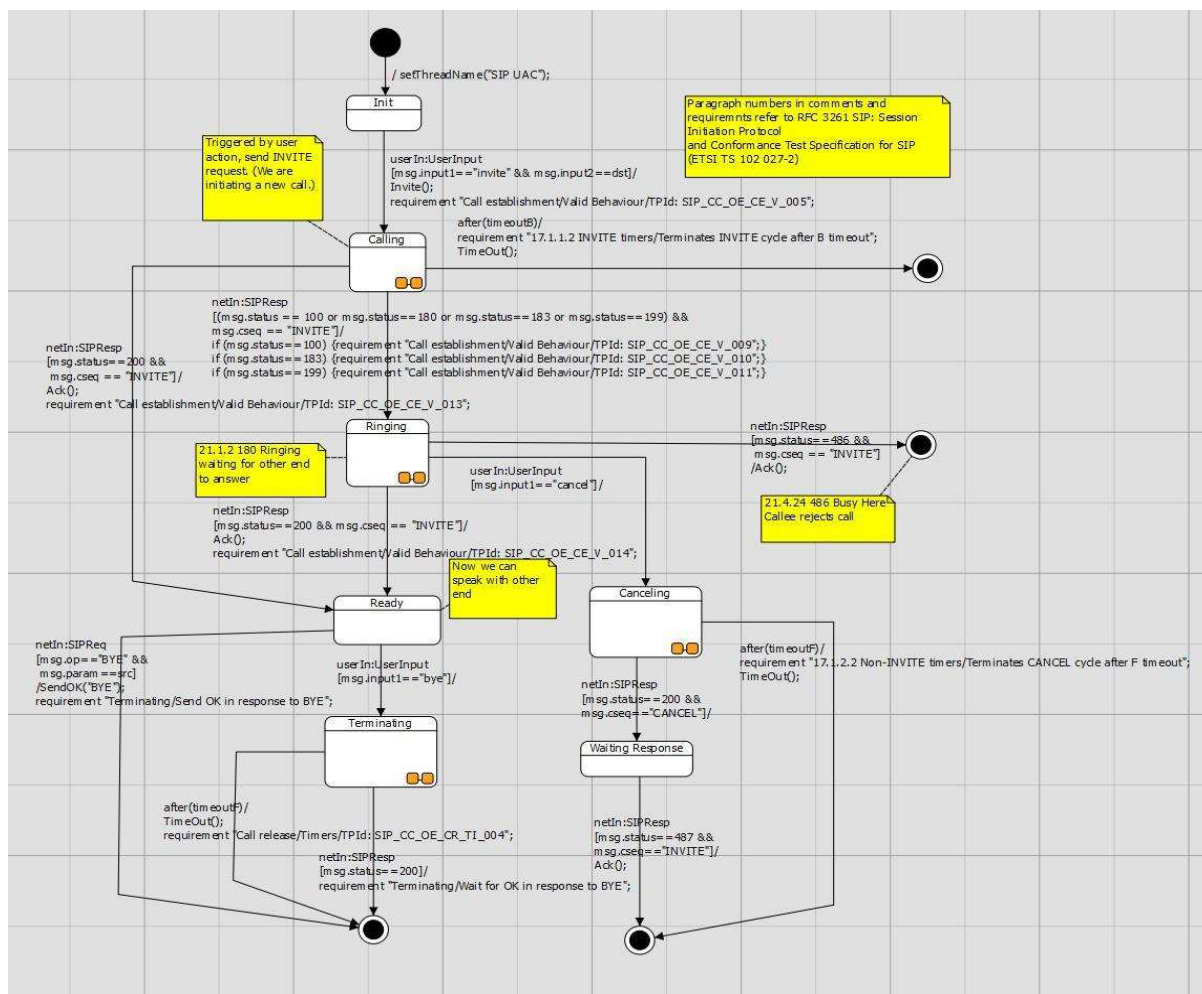 / setThreadName("SIP UAC");
Init
Paragraph numbers in comments and
requiremnts refer to RFC 3261 SIP: Session
Initiation Protocol
and Conformance Test Specification for SIP
(ETSI TS 102 027-2)
Triggered by user
action, send INVITE
request. (We are
initiating a new call.)
userIn:UserInput
[msg.input1=="invite" && msg.input2==dst]/
Invite();
requirement "Call establishment/Valid Behaviour/TPId: SIP_CC_OE_CE_V_005";
after(timeoutB)/
requirement "17.1.1.2 INVITE timers/Terminates INVITE cycle after B timeout";
TimeOut();
Calling
netIn:SIPResp
[(msg.status == 100 or msg.status==180 or msg.status==183 or msg.status==199) &&
msg.cseq == "INVITE"]/
if (msg.status==100) {requirement "Call establishment/Valid Behaviour/TPId: SIP_CC_OE_CE_V_009";}
if (msg.status==183) {requirement "Call establishment/Valid Behaviour/TPId: SIP_CC_OE_CE_V_010";}
if (msg.status==199) {requirement "Call establishment/Valid Behaviour/TPId: SIP_CC_OE_CE_V_011";}
netIn:SIPResp
[msg.status==200 &&
msg.cseq == "INVITE"]/
Ack();
requirement "Call establishment/Valid Behaviour/TPId: SIP_CC_OE_CE_V_013";
Ringing
netIn:SIPResp
[msg.status==486 &&
msg.cseq == "INVITE"]
/Ack();
21.1.2 180 Ringing
waiting for other end
to answer
userIn:UserInput
[msg.input1=="cancel"]/
21.4.24 486 Busy Here
Callee rejects call
netIn:SIPResp
[msg.status==200 && msg.cseq == "INVITE"]/
Ack();
requirement "Call establishment/Valid Behaviour/TPId: SIP_CC_OE_CE_V_014";
Now we can
speak with other
end
Ready
Canceling
netIn:SIPReq
[msg.op=="BYE" &&
msg.param ==src]
/SendOK("BYE");
requirement "Terminating/Send OK in response to BYE";
userIn:UserInput
[msg.input1=="bye"]/
after(timeoutF)/
requirement "17.1.2.2 Non-INVITE timers/Terminates CANCEL cycle after F timeout";
TimeOut();
netIn:SIPResp
[msg.status==200 &&
msg.cseq=="CANCEL"]/
Terminating
Waiting Response
after(timeoutF)/
TimeOut();
requirement "Call release/Timers/TPId: SIP_CC_OE_CR_TI_004";
netIn:SIPResp
[msg.status==487 &&
msg.cseq=="INVITE"]/
Ack();
netIn:SIPResp
[msg.status==200]/
requirement "Terminating/Wait for OK in response to BYE";